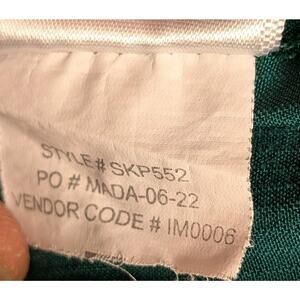 STYLE# SKP552
PO # MADA-06-22
VENDOR CODE # IM0006